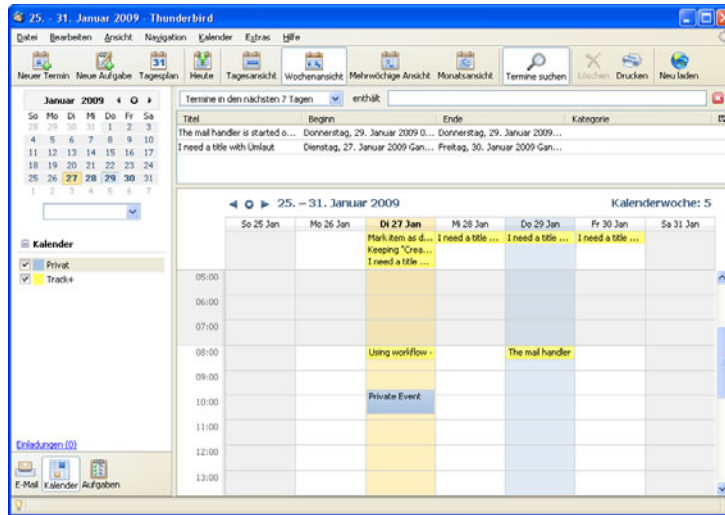 25. - 31. Januar 2009 - Thunderbird
Datei Bearbeiten Ansicht Navigation Kalender Extras Hilfe
Neuer Termin Neue Aufgabe Tagesplan Heute Tagesansicht Wochenansicht Mehrwöchige Ansicht Monatsansicht Termine suchen Löschen Drucken Neu laden
Januar 2009
So Mo Di Mi Do Fr Sa
28 29 30 31 1 2 3
4 5 6 7 8 9 10
11 12 13 14 15 16 17
18 19 20 21 22 23 24
25 26 27 28 29 30 31
1 2 3 4 5 6 7
Kalender
Privat
Track+
Einladungen (0)
E-Mail Kalender Aufgaben
Termine in den nächsten 7 Tagen enthält
Titel Beginn Ende Kategorie
The mail handler is started o... Donnerstag, 29. Januar 2009 0... Donnerstag, 29. Januar 2009...
I need a title with Umlaut Dienstag, 27. Januar 2009 Gan... Freitag, 30. Januar 2009 Gan...
25. – 31. Januar 2009 Kalenderwoche: 5
So 25 Jan Mo 26 Jan Di 27 Jan Mi 28 Jan Do 29 Jan Fr 30 Jan Sa 31 Jan
Mark item as d... I need a title ... I need a title ... I need a title ...
Keeping "Crea...
I need a title ...
05:00
06:00
07:00
08:00 Using workflow - The mail handler
09:00
Private Event
10:00
11:00
12:00
13:00